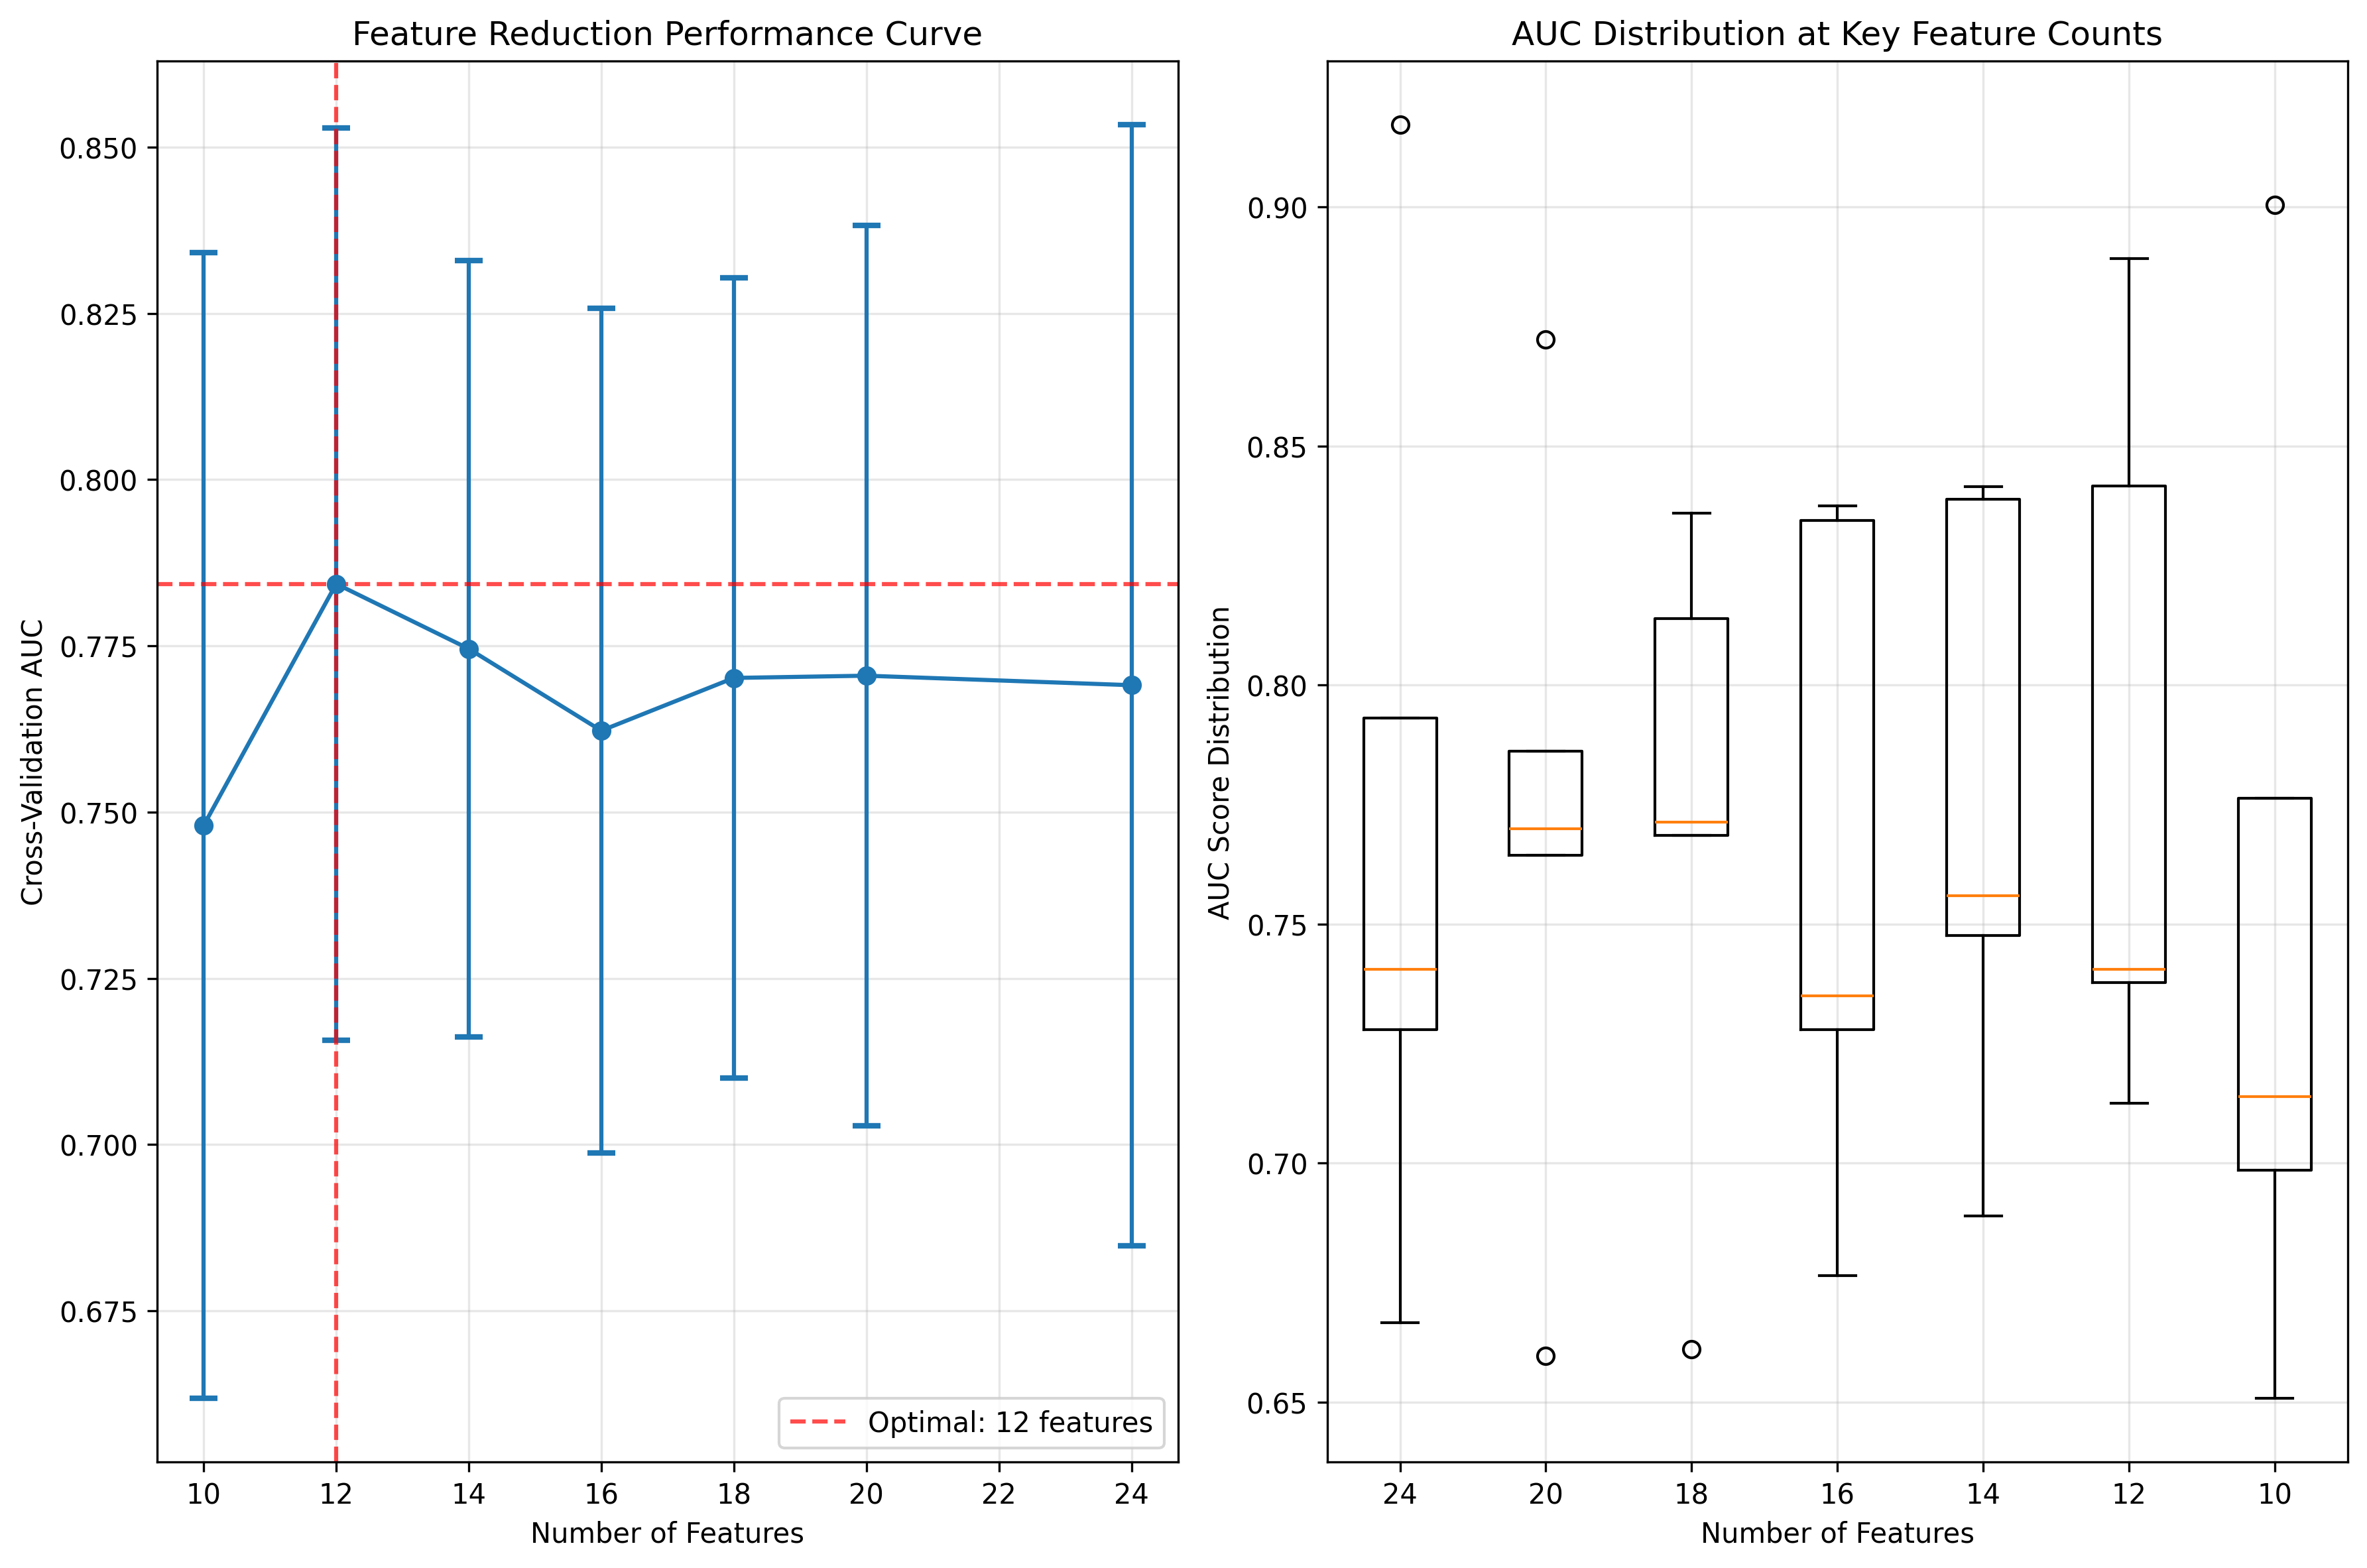 Feature Reduction Performance Curve
Cross-Validation AUC
0.850
0.825
0.800
0.775
0.750
0.725
0.700
0.675
Optimal: 12 features
10 12 14 16 18 20 22 24
Number of Features
AUC Distribution at Key Feature Counts
AUC Score Distribution
0.90
0.85
0.80
0.75
0.70
0.65
24 20 18 16 14 12 10
Number of Features